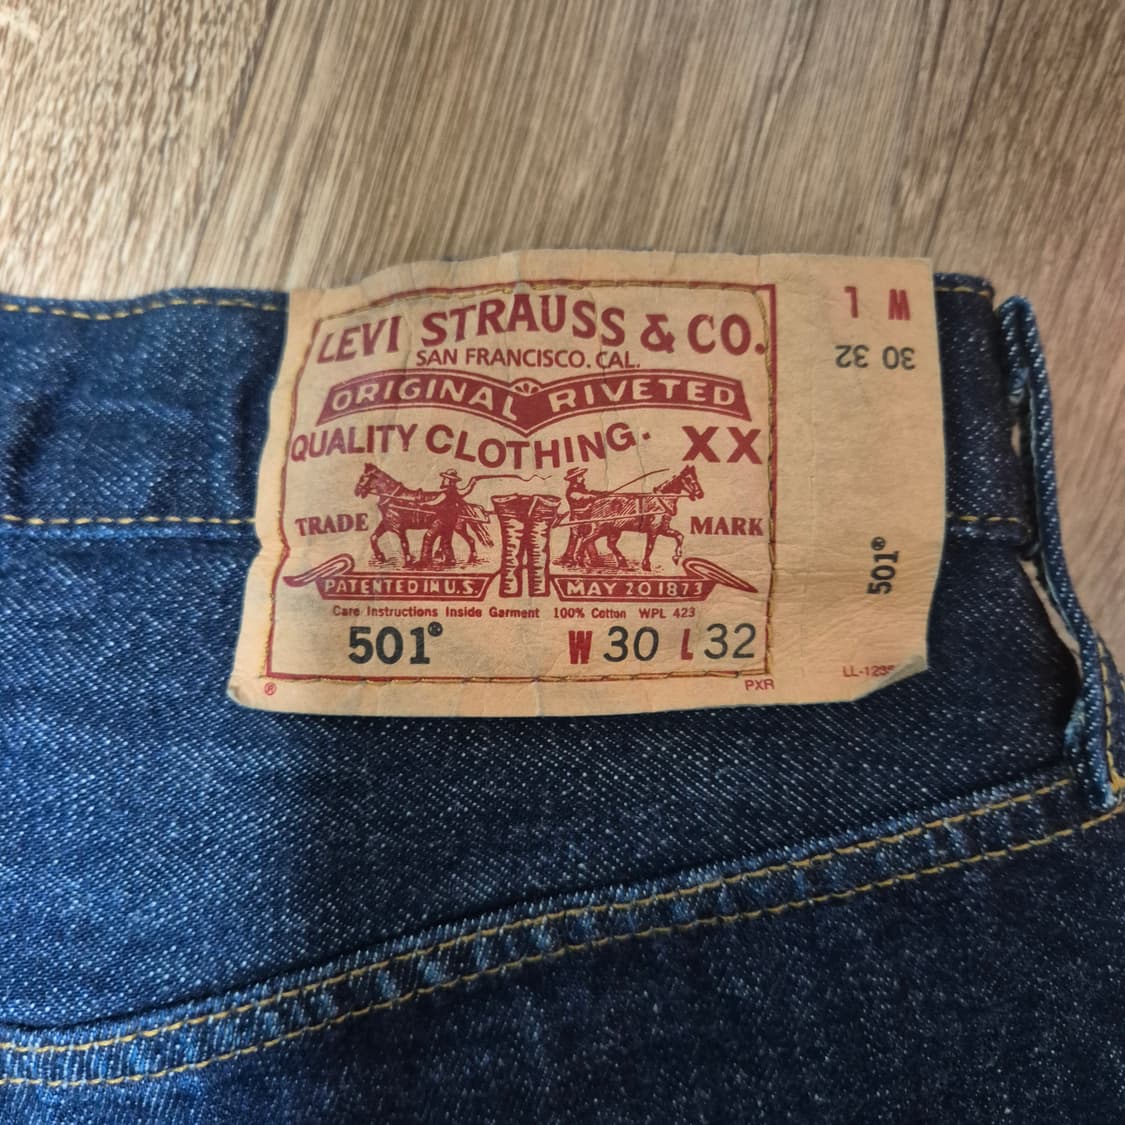 LEVI STRAUSS & CO.
SAN FRANCISCO. CAL.
ORIGINAL RIVETED
QUALITY CLOTHING. XX
TRADE MARK
PATENTED IN U.S. MAY 20 1873
Care Instructions Inside Garment 100% Cotton WPL 423
501® W 30 L 32
® PXR
W L
30 32
501®